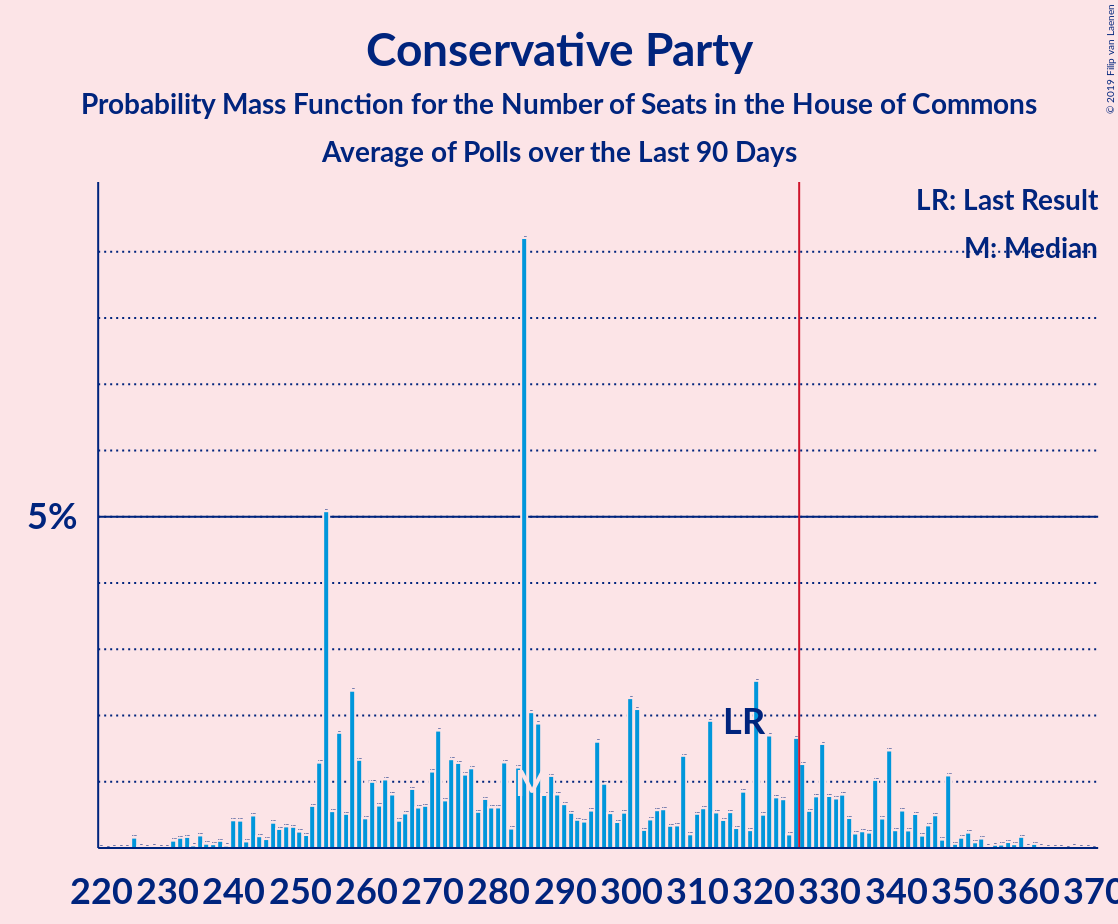 Conservative Party
Probability Mass Function for the Number of Seats in the House of Commons
Average of Polls over the Last 90 Days
© 2019 Filip van Laenen
LR: Last Result
M: Median
5%
LR
M
220 230 240 250 260 270 280 290 300 310 320 330 340 350 360 370